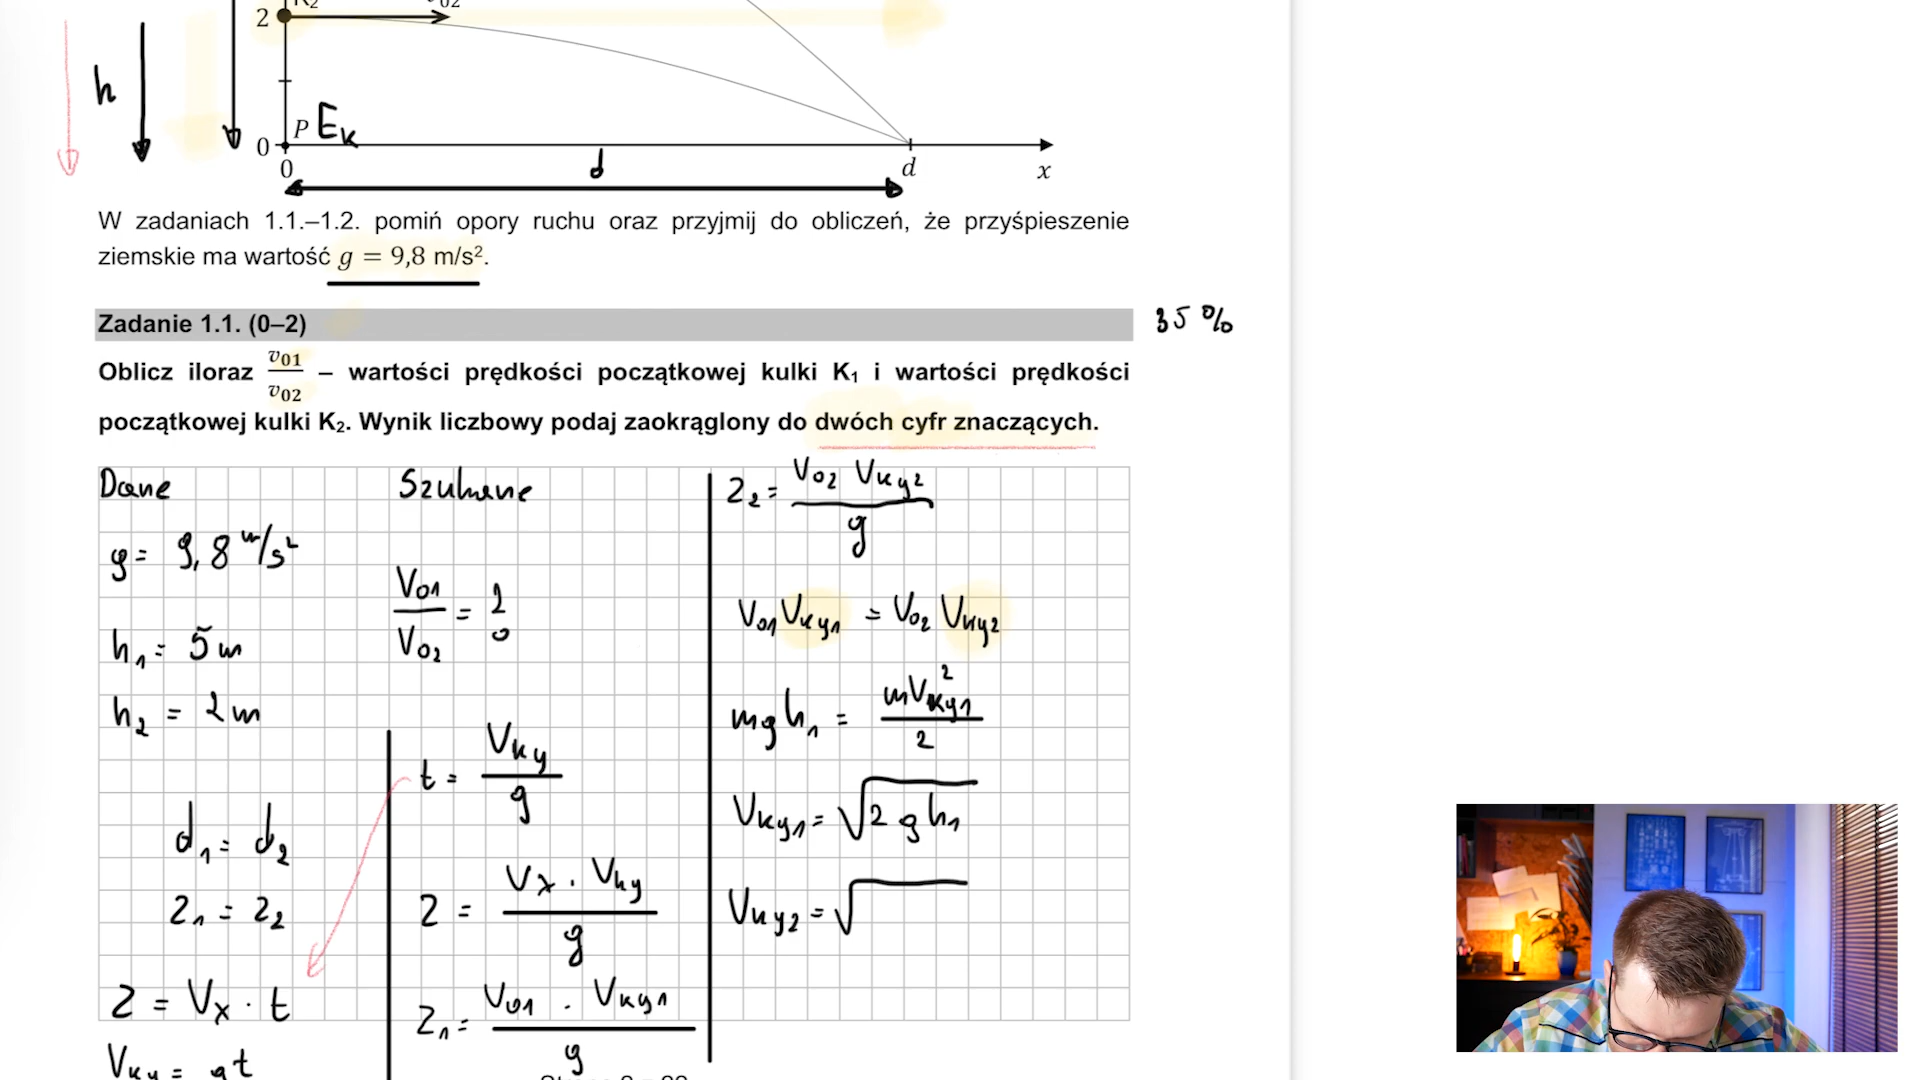 2
h
P Eₖ
0
0
d
d
x
W zadaniach 1.1.–1.2. pomiń opory ruchu oraz przyjmij do obliczeń, że przyśpieszenie
ziemskie ma wartość g = 9,8 m/s².
Zadanie 1.1. (0–2)
35 %
Oblicz iloraz v₀₁/v₀₂ – wartości prędkości początkowej kulki K₁ i wartości prędkości
początkowej kulki K₂. Wynik liczbowy podaj zaokrąglony do dwóch cyfr znaczących.
Dane
g = 9,8 m/s²
h₁ = 5 m
h₂ = 2 m
d₁ = d₂
z₁ = z₂
z = Vₓ · t
Vky = gt
Szukane
V₀₁/V₀₂ = ?
t = Vky/g
z = Vₓ · Vky/g
z₁ = V₀₁ · Vky1/g
z₂ = V₀₂ Vky2/g
V₀₁ Vky1 = V₀₂ Vky2
mgh₁ = mVky1²/2
Vky1 = √2gh₁
Vky2 = √